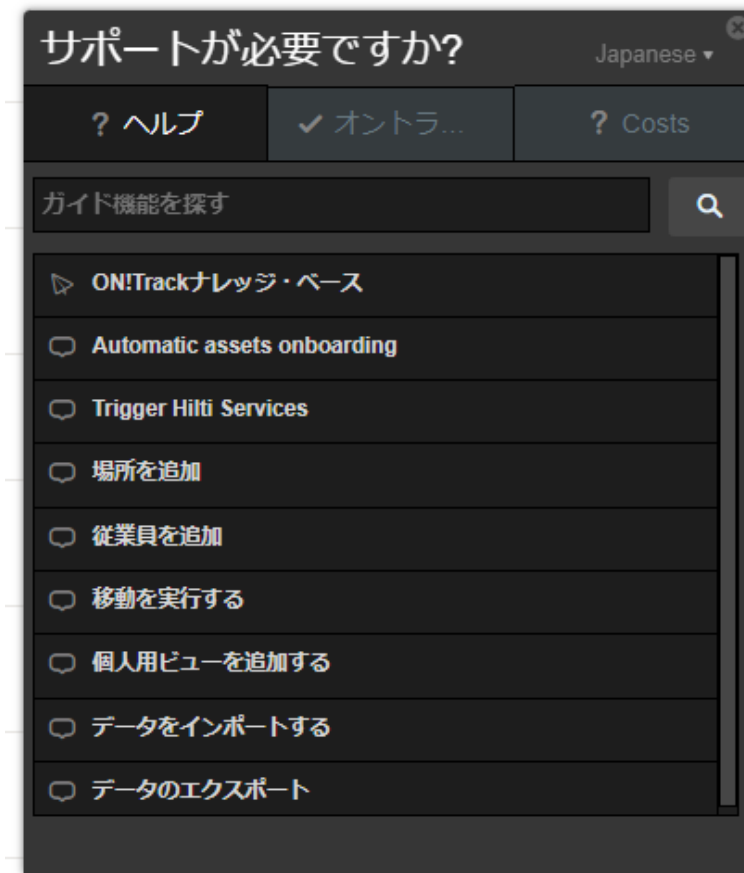 サポートが必要ですか?
Japanese
ヘルプ
オントラ...
Costs
ガイド機能を探す
ON!Trackナレッジ・ベース
Automatic assets onboarding
Trigger Hilti Services
場所を追加
従業員を追加
移動を実行する
個人用ビューを追加する
データをインポートする
データのエクスポート